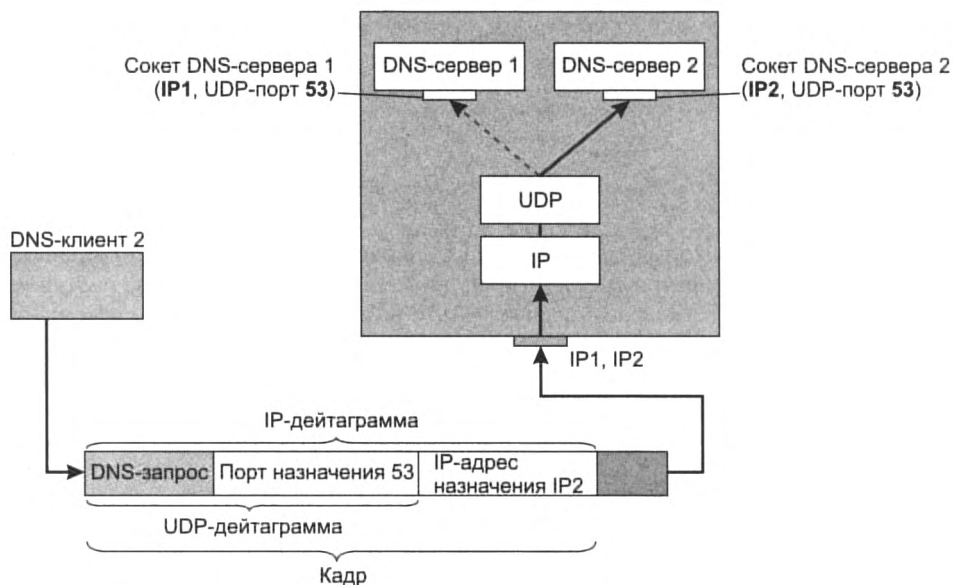 Сокет DNS-сервера 1
(IP1, UDP-порт 53)
DNS-сервер 1
DNS-сервер 2
Сокет DNS-сервера 2
(IP2, UDP-порт 53)
UDP
IP
DNS-клиент 2
IP1, IP2
IP-дейтаграмма
DNS-запрос
Порт назначения 53
IP-адрес
назначения IP2
UDP-дейтаграмма
Кадр